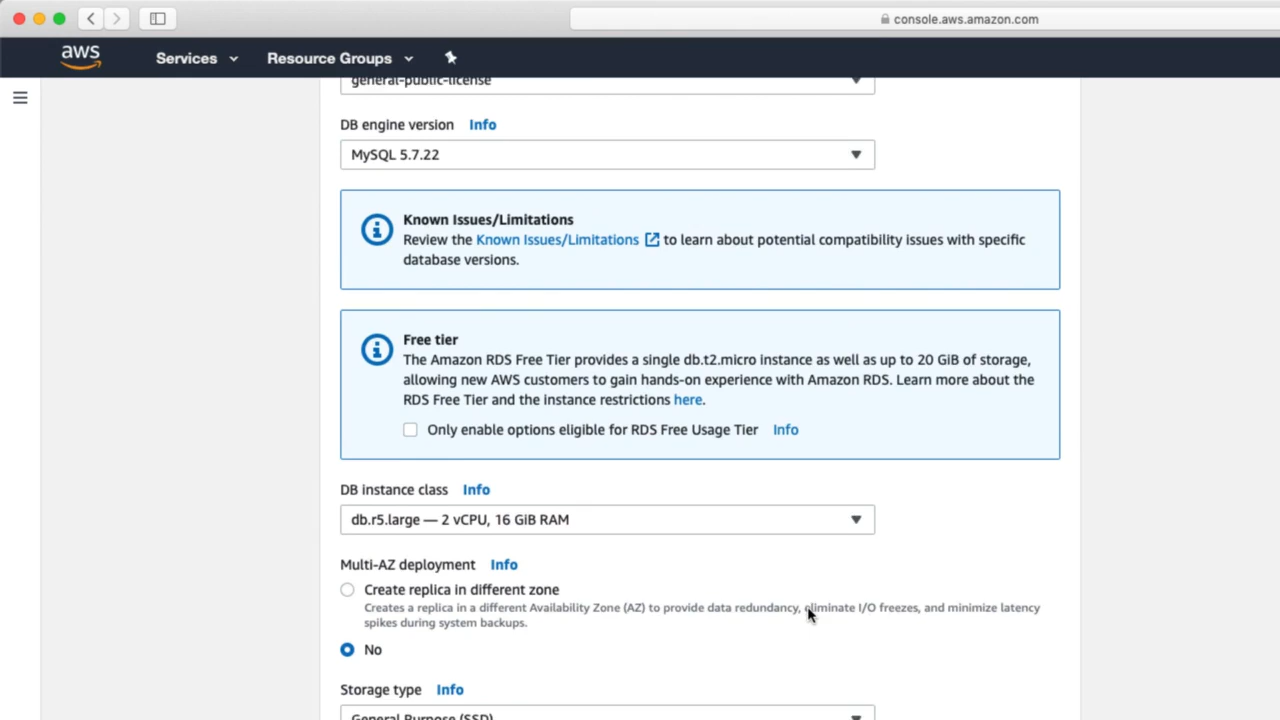 console.aws.amazon.com
aws
Services
Resource Groups
general-public-license
DB engine version Info
MySQL 5.7.22
Known Issues/Limitations
Review the Known Issues/Limitations to learn about potential compatibility issues with specific
database versions.
Free tier
The Amazon RDS Free Tier provides a single db.t2.micro instance as well as up to 20 GiB of storage,
allowing new AWS customers to gain hands-on experience with Amazon RDS. Learn more about the
RDS Free Tier and the instance restrictions here.
Only enable options eligible for RDS Free Usage Tier Info
DB instance class Info
db.r5.large — 2 vCPU, 16 GiB RAM
Multi-AZ deployment Info
Create replica in different zone
Creates a replica in a different Availability Zone (AZ) to provide data redundancy, eliminate I/O freezes, and minimize latency
spikes during system backups.
No
Storage type Info
General Purpose (SSD)